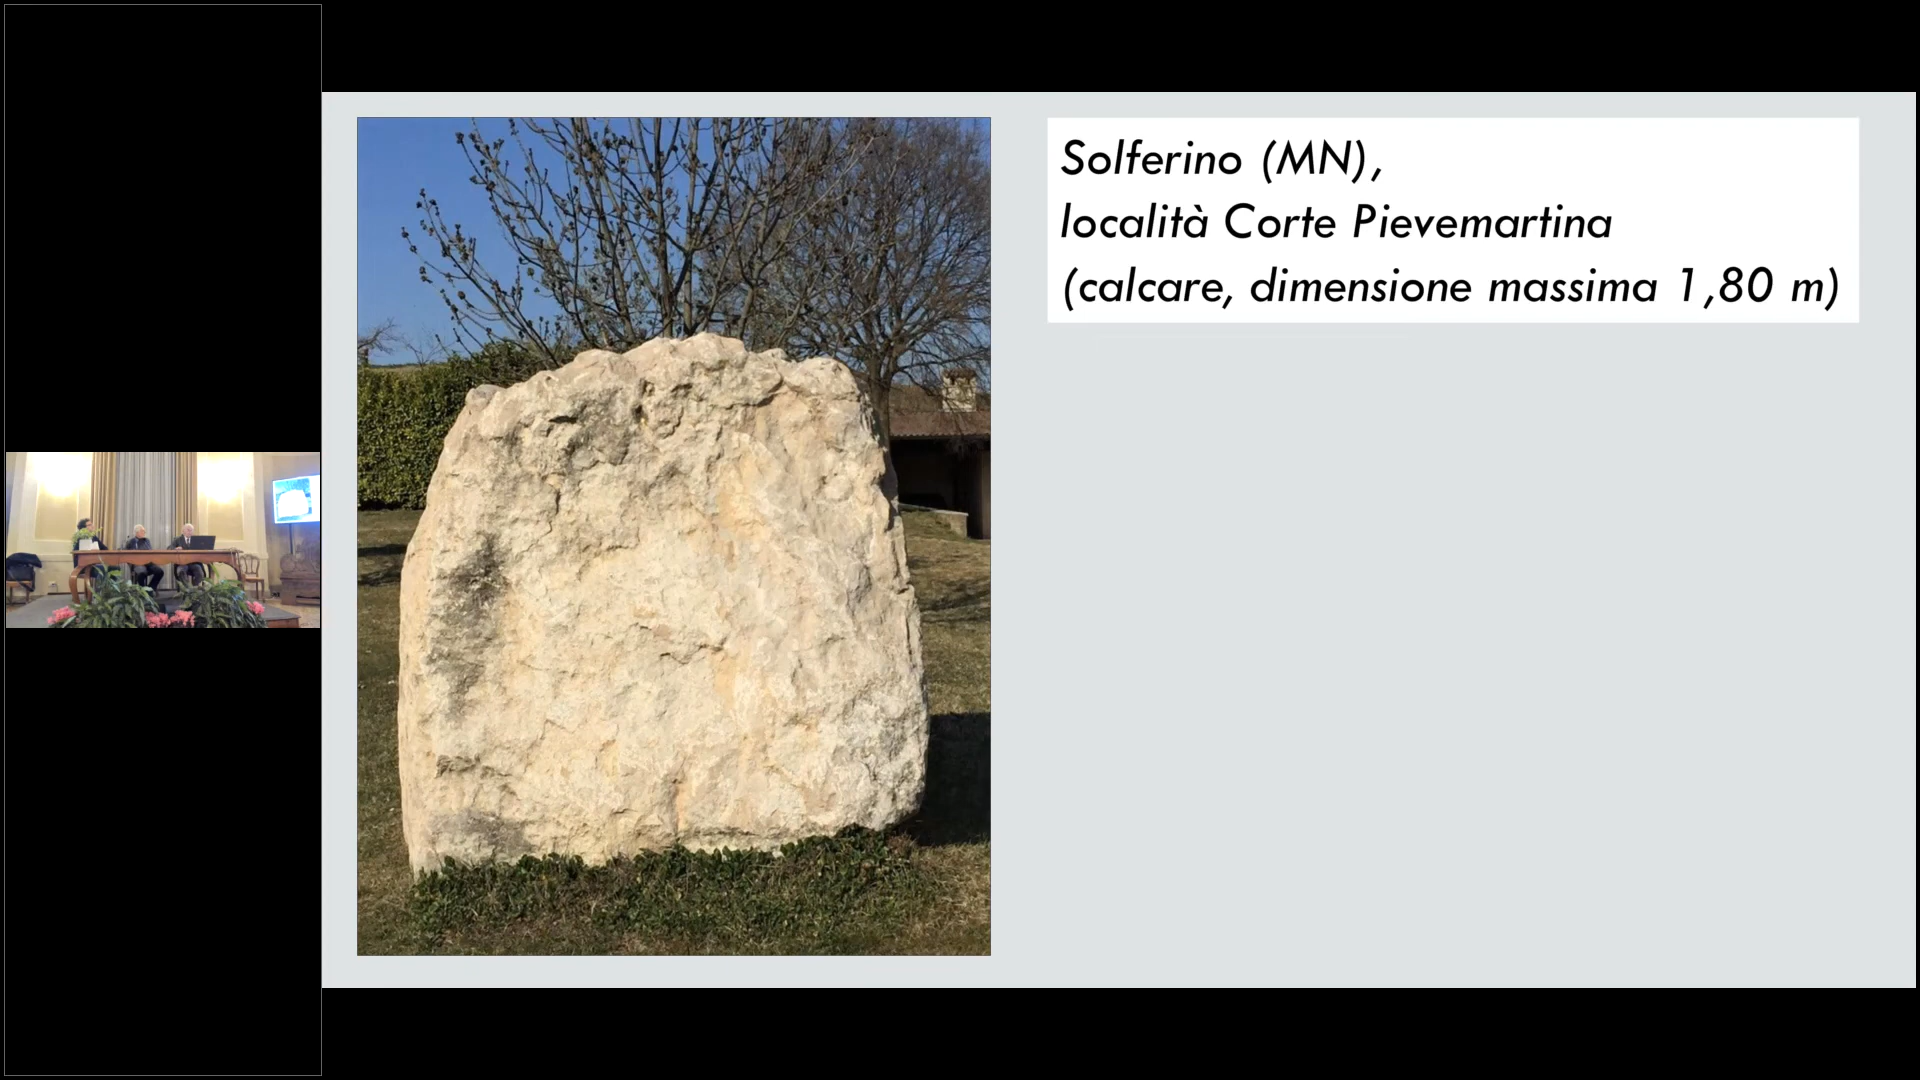 Solferino (MN),
località Corte Pievemartina
(calcare, dimensione massima 1,80 m)